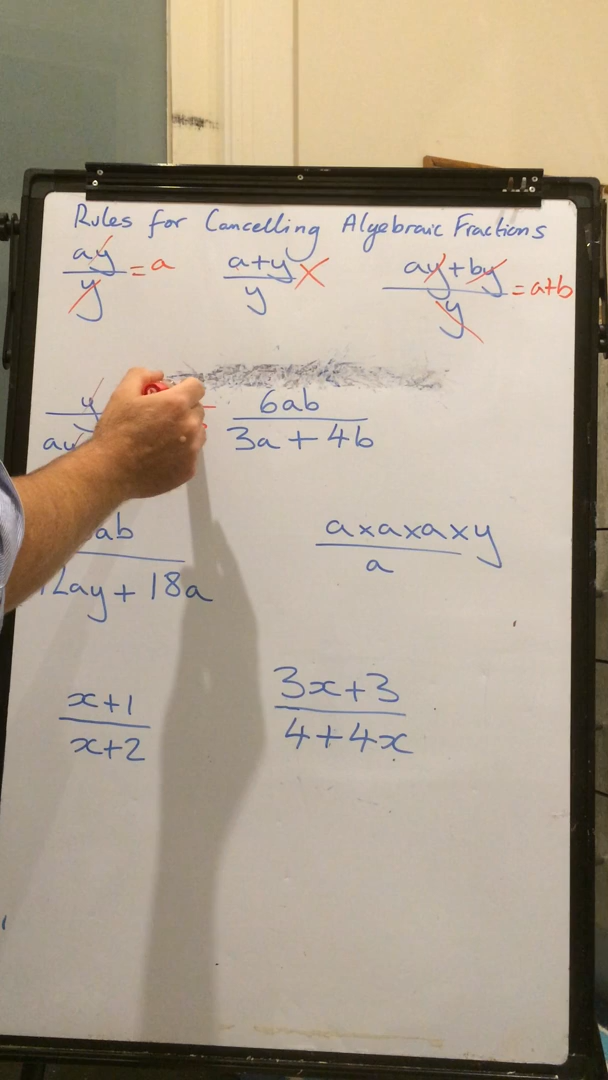 Rules for Cancelling Algebraic Fractions
ay/y = a
a+y/y ✗
ay+by/y = a+b
y/ay
6ab/3a + 4b
ab/2ay + 18a
a×a×a×y/a
x+1/x+2
3x+3/4+4x